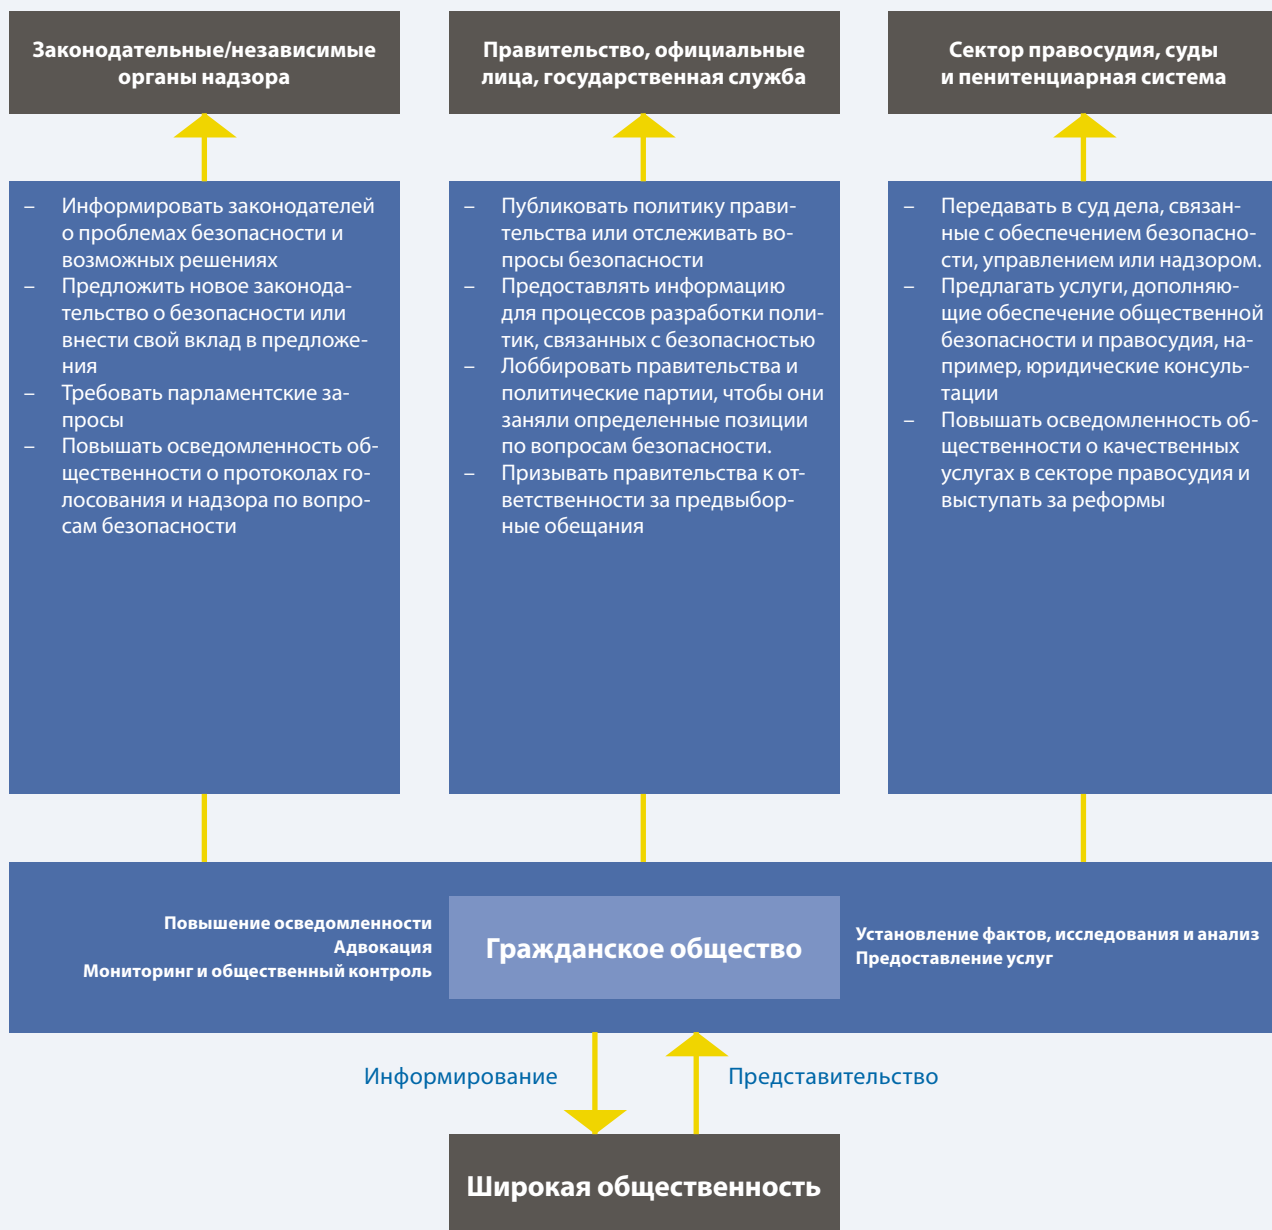 Законодательные/независимые
органы надзора
Правительство, официальные
лица, государственная служба
Сектор правосудия, суды
и пенитенциарная система
– Информировать законодателей
о проблемах безопасности и
возможных решениях
– Предложить новое законода-
тельство о безопасности или
внести свой вклад в предложе-
ния
– Требовать парламентские за-
просы
– Повышать осведомленность об-
щественности о протоколах го-
лосования и надзора по вопро-
сам безопасности
– Публиковать политику прави-
тельства или отслеживать во-
просы безопасности
– Предоставлять информацию
для процессов разработки поли-
тик, связанных с безопасностью
– Лоббировать правительства и
политические партии, чтобы они
заняли определенные позиции
по вопросам безопасности.
– Призывать правительства к от-
ветственности за предвыбор-
ные обещания
– Передавать в суд дела, связан-
ные с обеспечением безопасно-
сти, управлением или надзором.
– Предлагать услуги, дополняю-
щие обеспечение общественной
безопасности и правосудия, на-
пример, юридические консуль-
тации
– Повышать осведомленность об-
щественности о качественных
услугах в секторе правосудия и
выступать за реформы
Повышение осведомленности
Адвокация
Мониторинг и общественный контроль
Гражданское общество
Установление фактов, исследования и анализ
Предоставление услуг
Информирование
Представительство
Широкая общественность